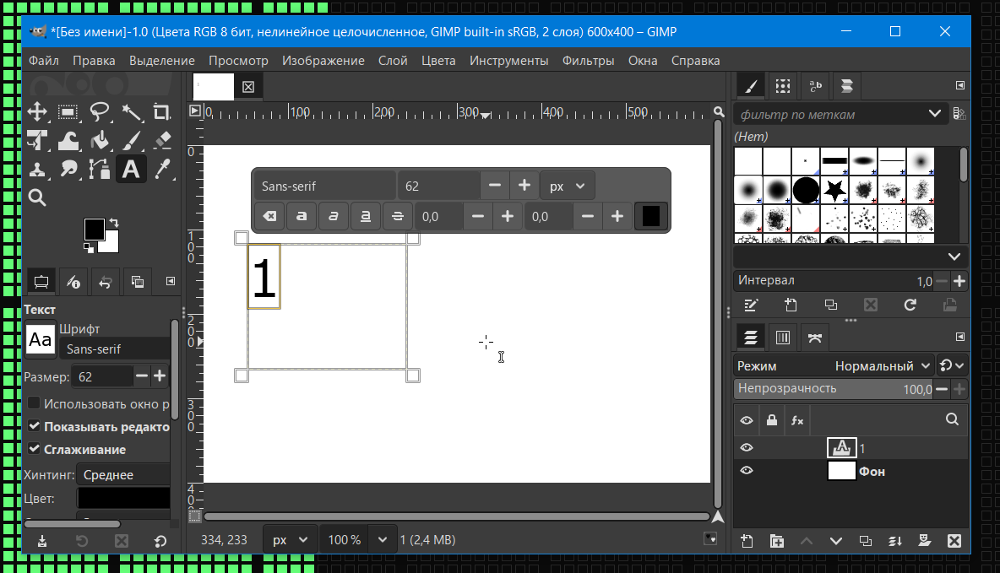 *[Без имени]-1.0 (Цвета RGB 8 бит, нелинейное целочисленное, GIMP built-in sRGB, 2 слоя) 600x400 – GIMP
Файл Правка Выделение Просмотр Изображение Слой Цвета Инструменты Фильтры Окна Справка
0 100 200 300 400 500
0
100
200
300
40
Sans-serif 62 px
a a a 0,0 0,0
1
A
Текст
Шрифт
Aa Sans-serif
Размер: 62
Использовать окно р
Показывать редакто
Сглаживание
Хинтинг: Среднее
Цвет:
334, 233 px 100 % 1 (2,4 MB)
a b c
фильтр по меткам
(Нет)
Интервал 1,0
Режим Нормальный
Непрозрачность 100,0
fx
A 1
Фон